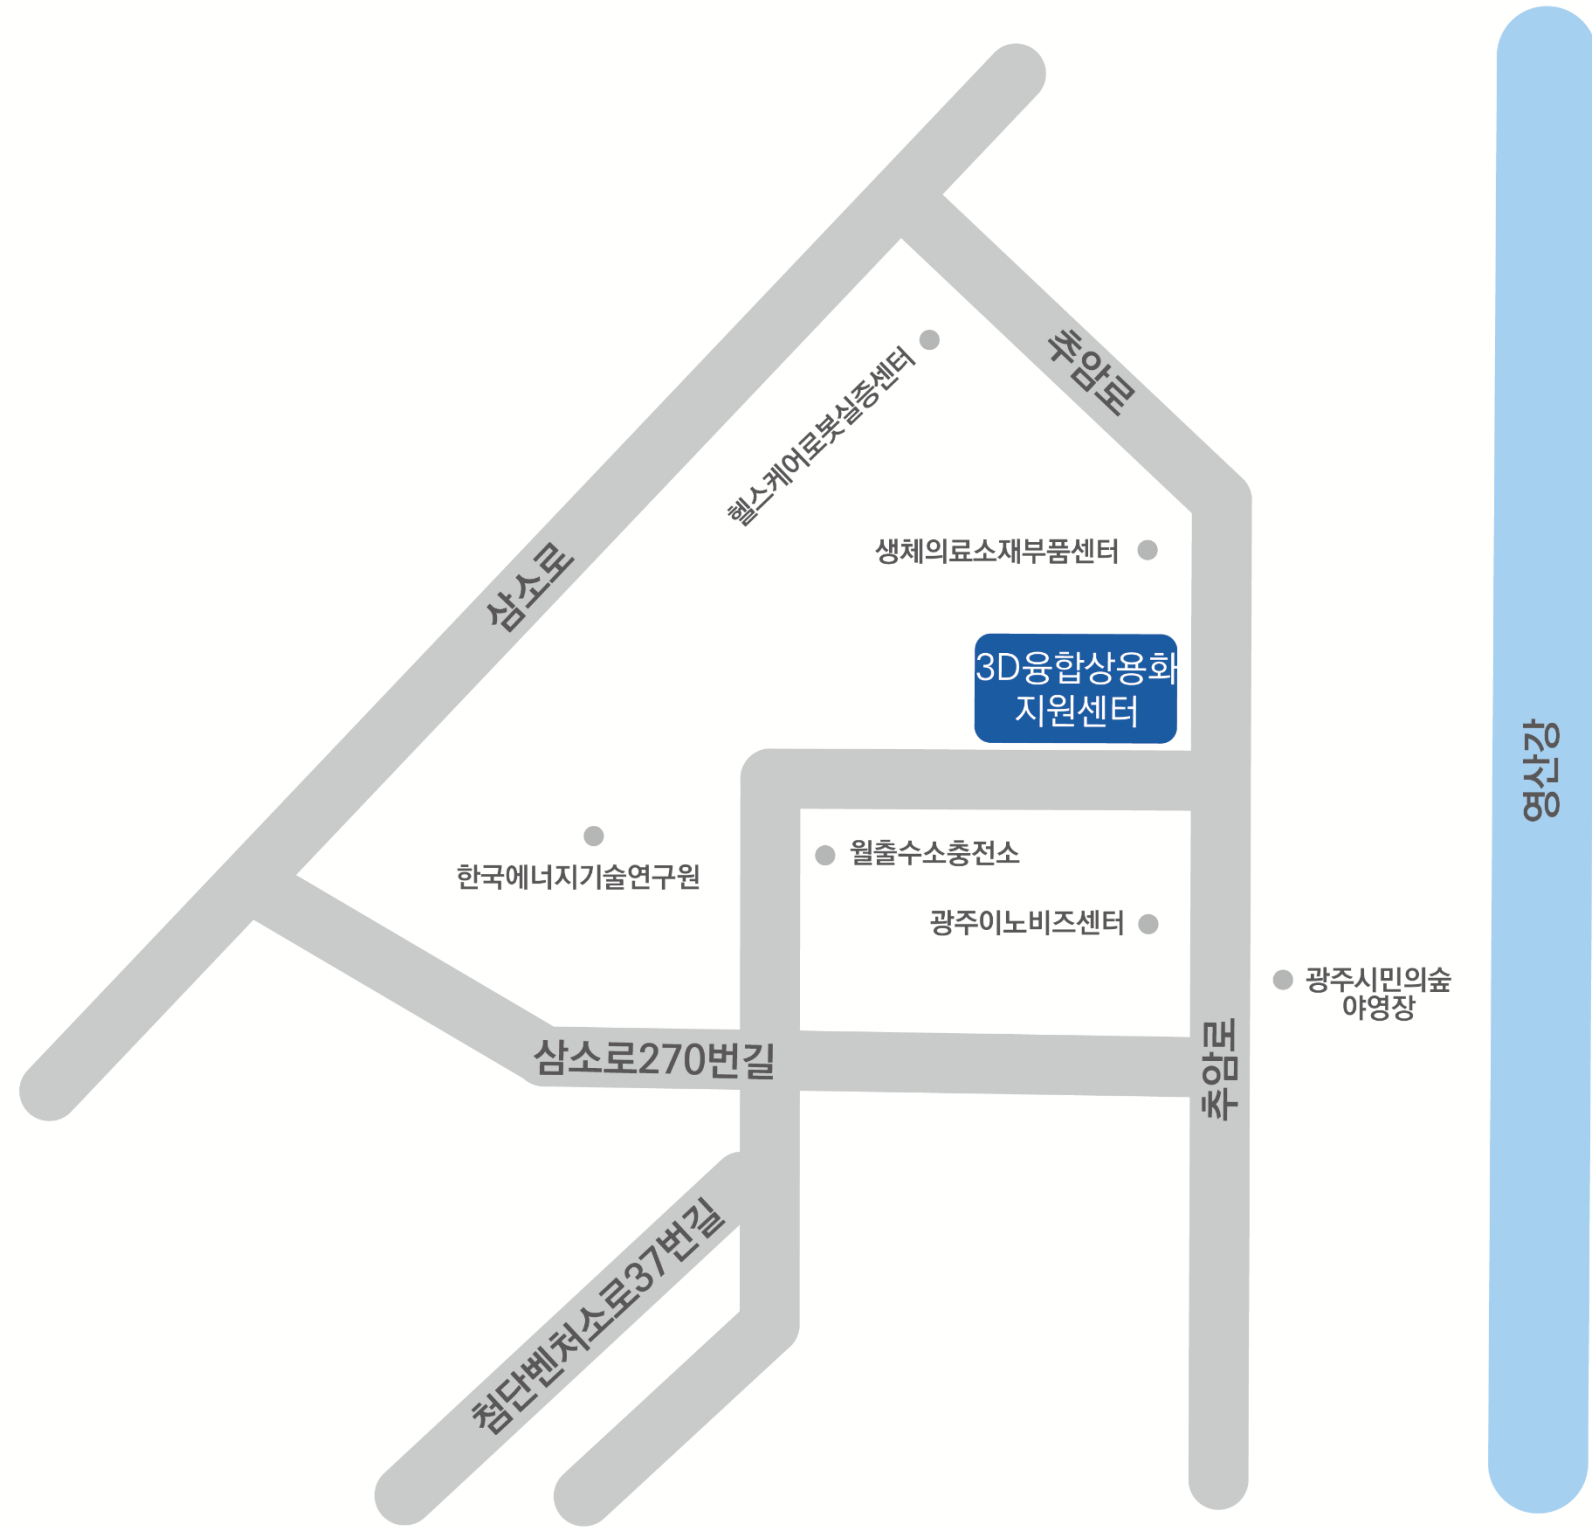 추암로
헬스케어로봇실증센터
생체의료소재부품센터
삼소로
3D융합상용화
지원센터
영산강
월출수소충전소
한국에너지기술연구원
광주이노비즈센터
광주시민의숲
야영장
삼소로270번길
추암로
첨단벤처소로37번길